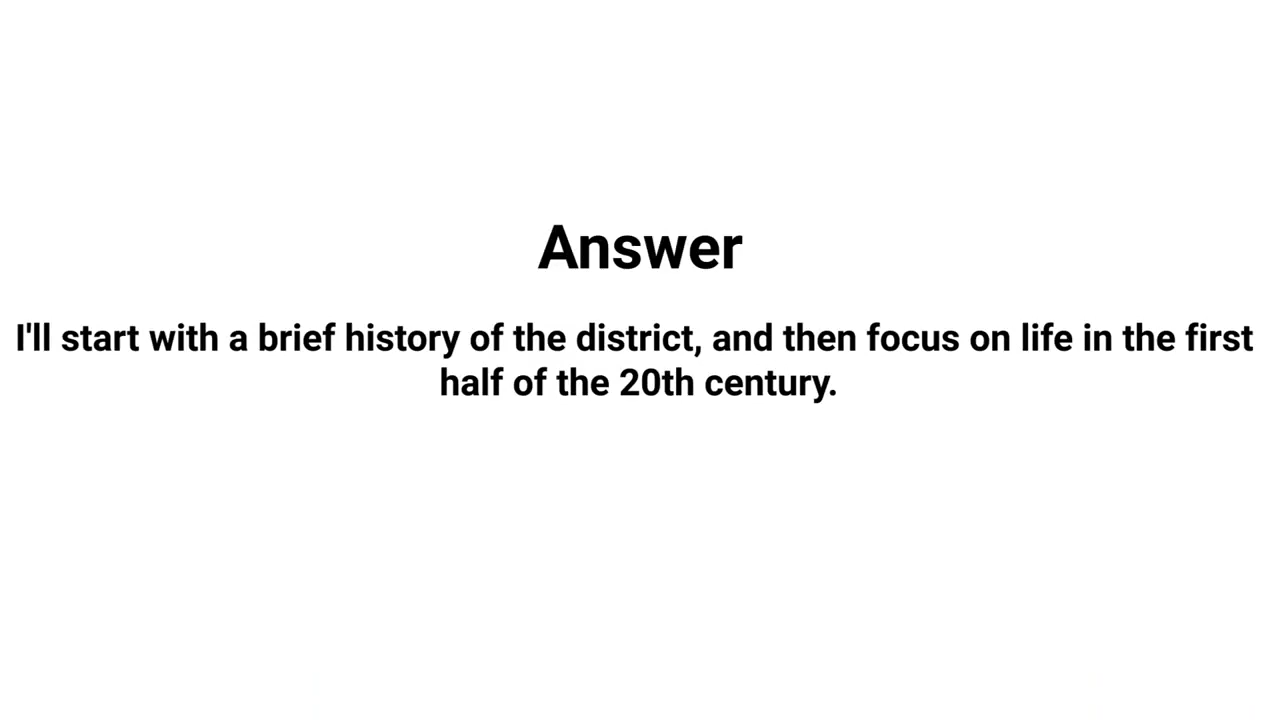 Answer
I'll start with a brief history of the district, and then focus on life in the first
half of the 20th century.